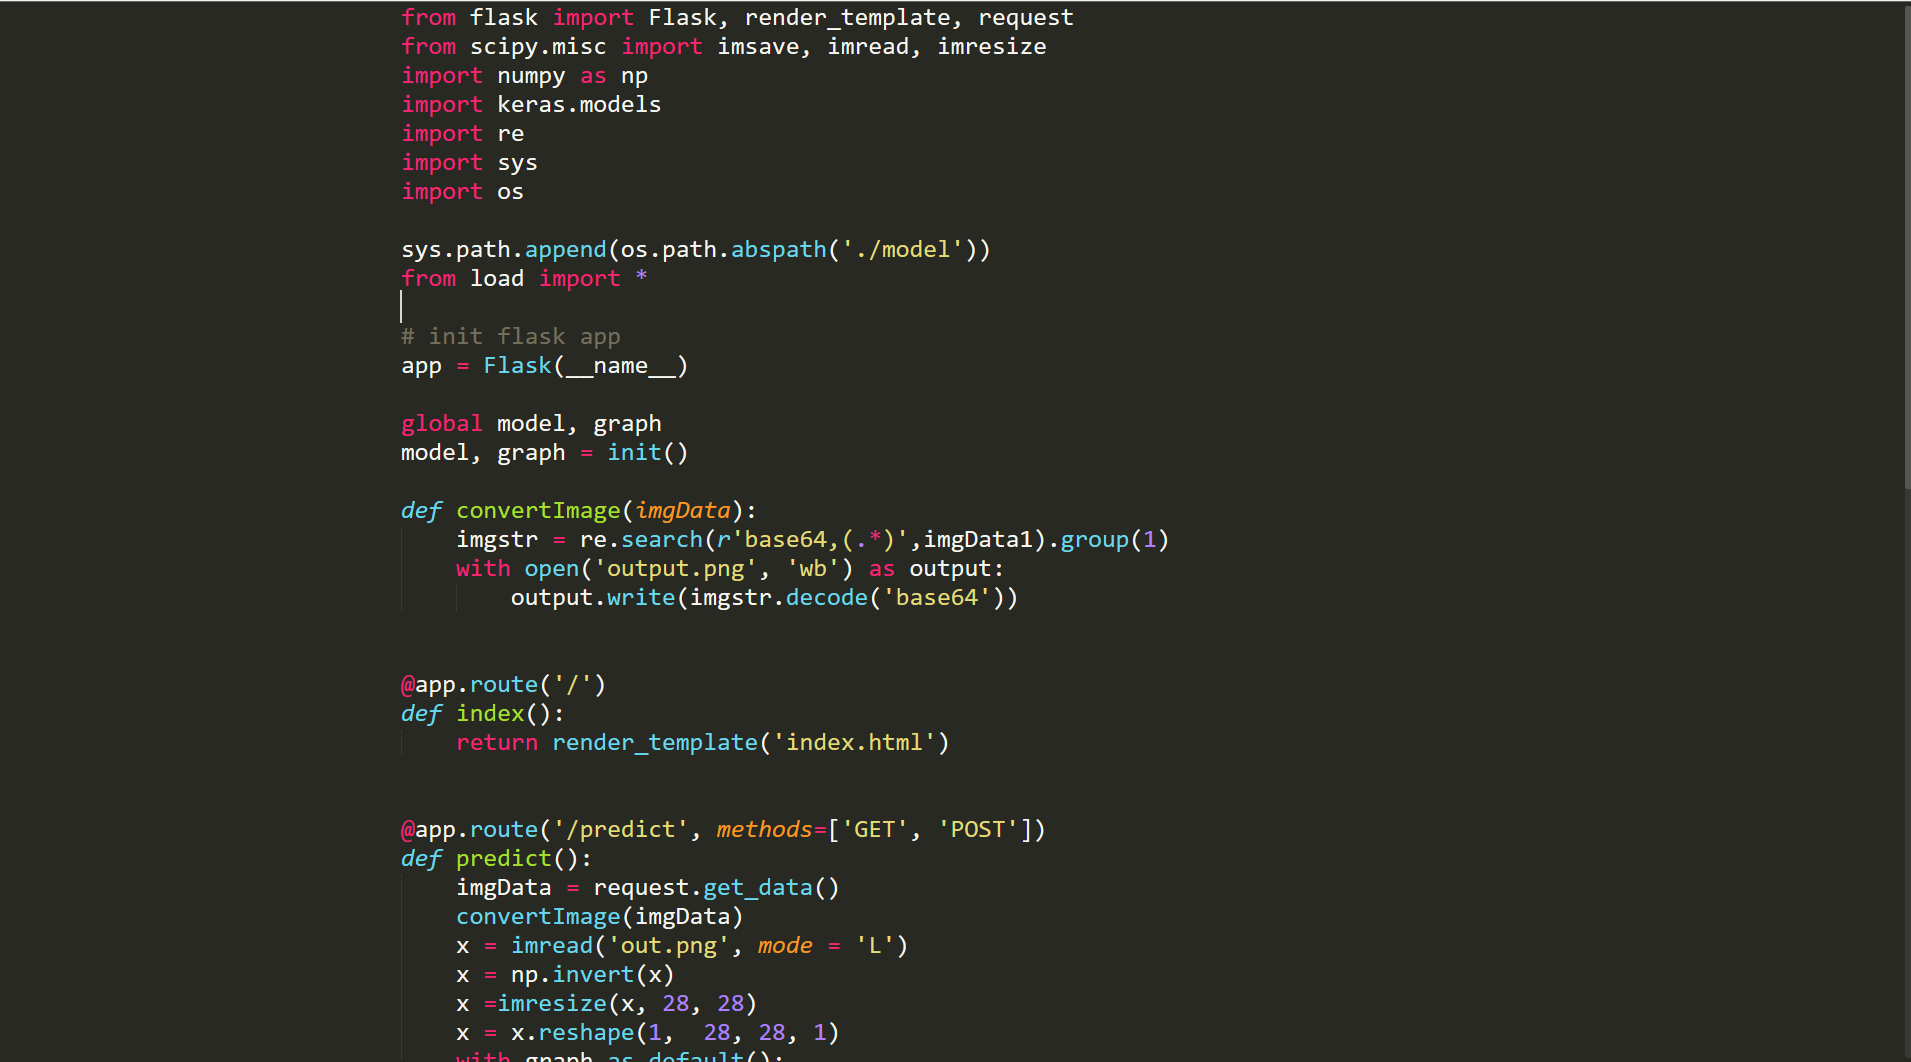 from flask import Flask, render_template, request
from scipy.misc import imsave, imread, imresize
import numpy as np
import keras.models
import re
import sys
import os

sys.path.append(os.path.abspath('./model'))
from load import *

# init flask app
app = Flask(__name__)

global model, graph
model, graph = init()

def convertImage(imgData):
    imgstr = re.search(r'base64,(.*)',imgData1).group(1)
    with open('output.png', 'wb') as output:
        output.write(imgstr.decode('base64'))


@app.route('/')
def index():
    return render_template('index.html')


@app.route('/predict', methods=['GET', 'POST'])
def predict():
    imgData = request.get_data()
    convertImage(imgData)
    x = imread('out.png', mode = 'L')
    x = np.invert(x)
    x =imresize(x, 28, 28)
    x = x.reshape(1,  28, 28, 1)
    with graph as default():